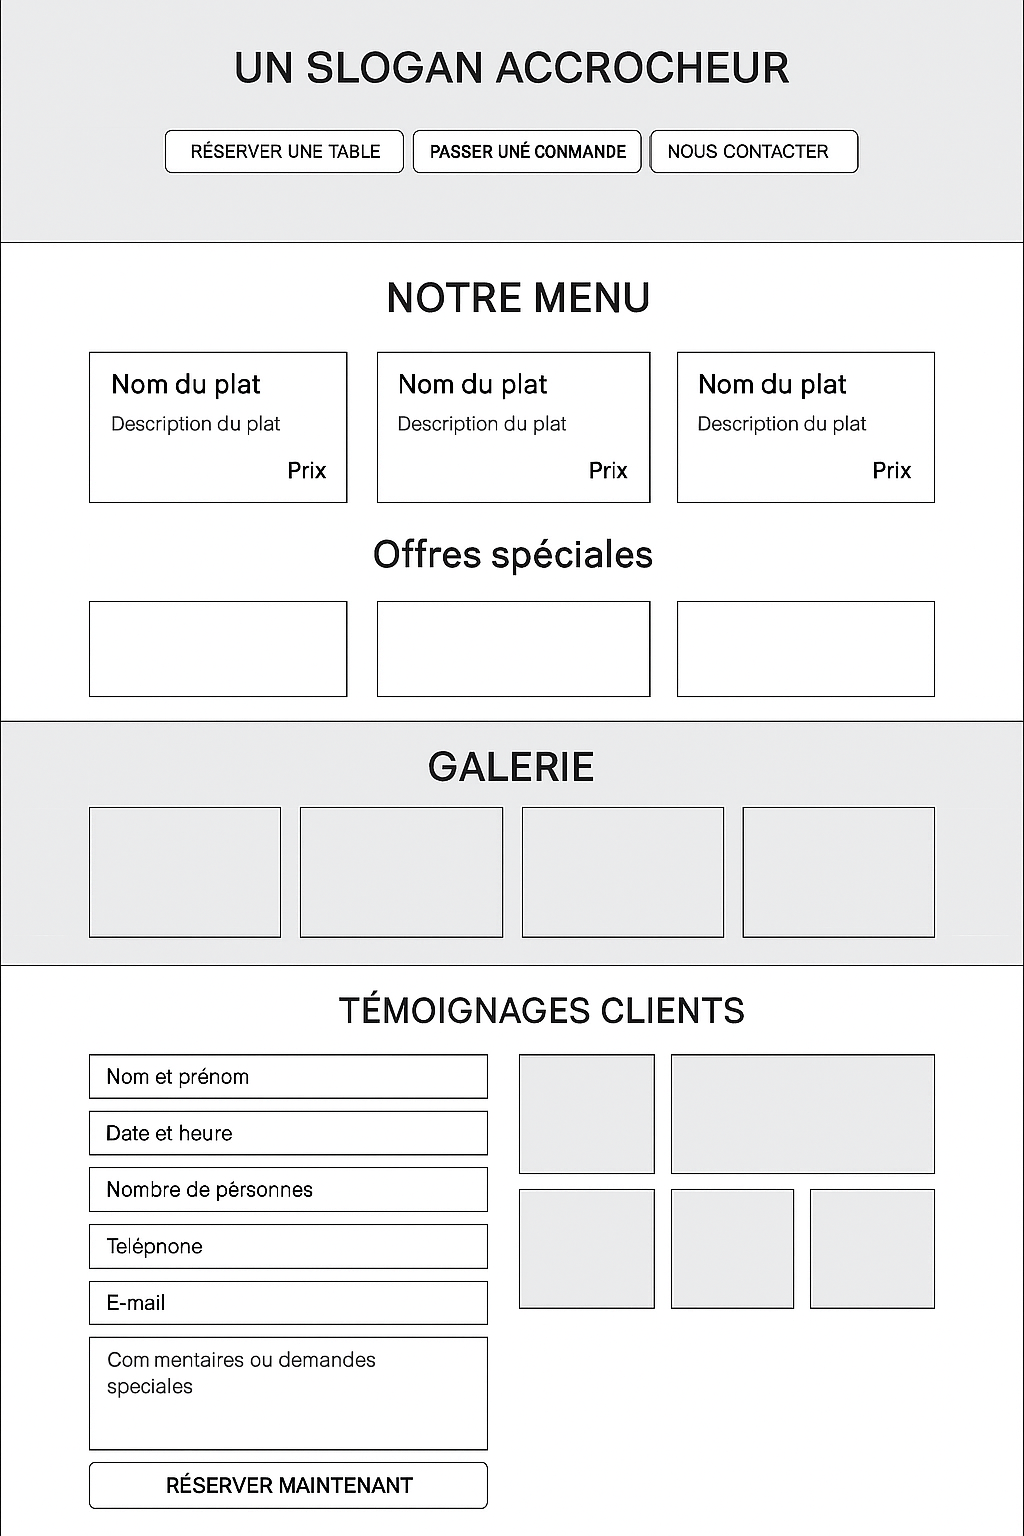 UN SLOGAN ACCROCHEUR
RÉSERVER UNE TABLE
PASSER UNÉ CONMANDE
NOUS CONTACTER
NOTRE MENU
Nom du plat
Description du plat
Prix
Nom du plat
Description du plat
Prix
Nom du plat
Description du plat
Prix
Offres spéciales
GALERIE
TÉMOIGNAGES CLIENTS
Nom et prénom
Date et heure
Nombre de pérsonnes
Telépnone
E-mail
Com mentaires ou demandes
speciales
RÉSERVER MAINTENANT